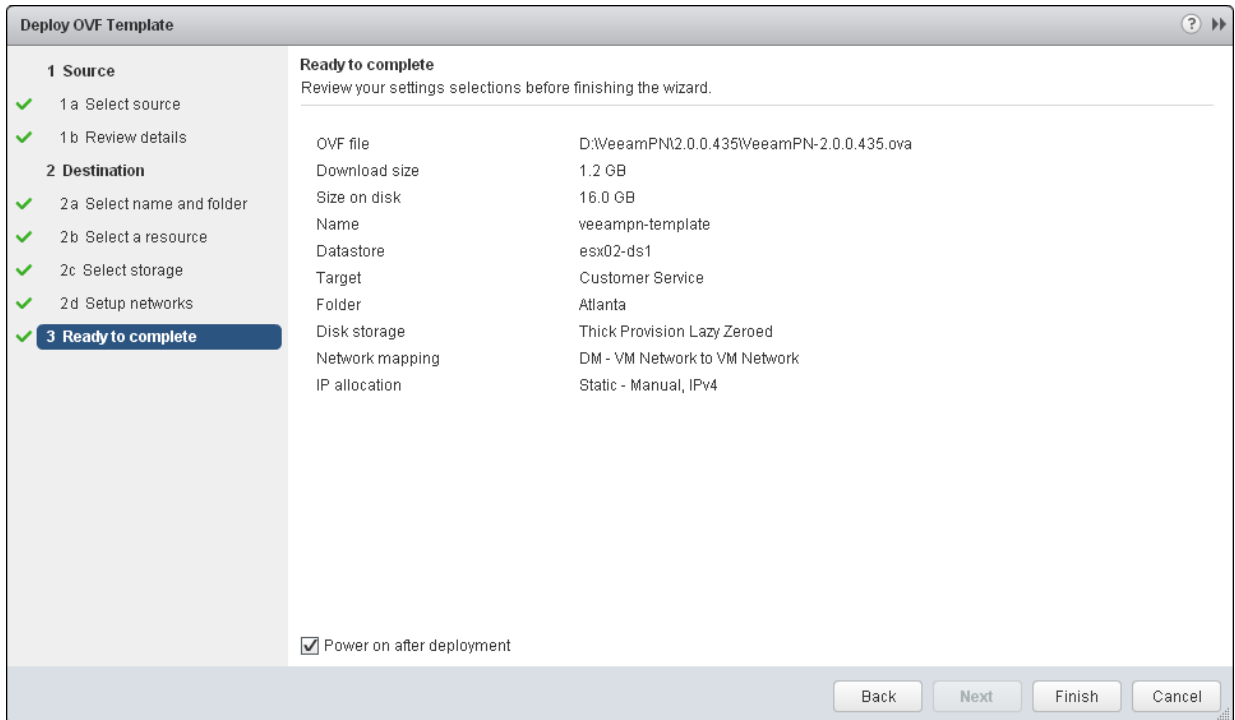 Deploy OVF Template
?
1 Source
1a Select source
1b Review details
2 Destination
2a Select name and folder
2b Select a resource
2c Select storage
2d Setup networks
3 Ready to complete
Ready to complete
Review your settings selections before finishing the wizard.
OVF file D:\VeeamPN\2.0.0.435\VeeamPN-2.0.0.435.ova
Download size 1.2 GB
Size on disk 16.0 GB
Name veeampn-template
Datastore esx02-ds1
Target Customer Service
Folder Atlanta
Disk storage Thick Provision Lazy Zeroed
Network mapping DM - VM Network to VM Network
IP allocation Static - Manual, IPv4
Power on after deployment
Back Next Finish Cancel